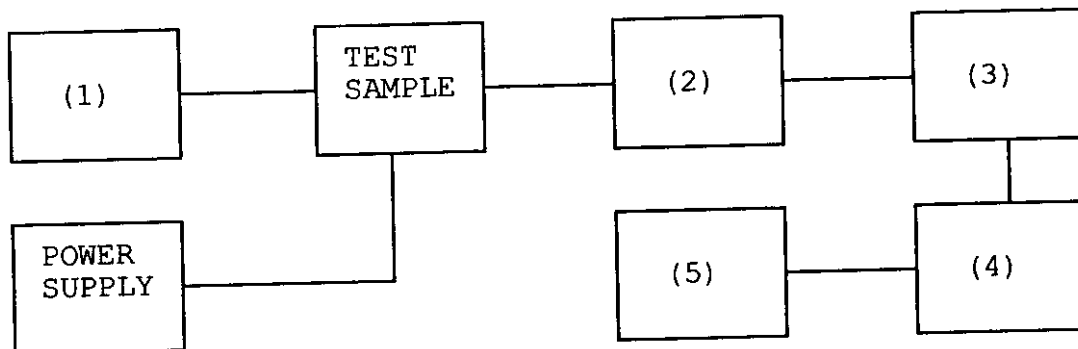 (1)
TEST
SAMPLE
(2)
(3)
POWER
SUPPLY
(5)
(4)